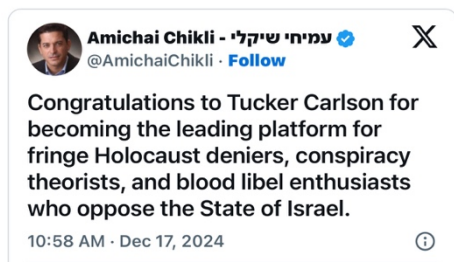 Amichai Chikli - עמיחי שיקלי
@AmichaiChikli · Follow
X
Congratulations to Tucker Carlson for
becoming the leading platform for
fringe Holocaust deniers, conspiracy
theorists, and blood libel enthusiasts
who oppose the State of Israel.
10:58 AM · Dec 17, 2024